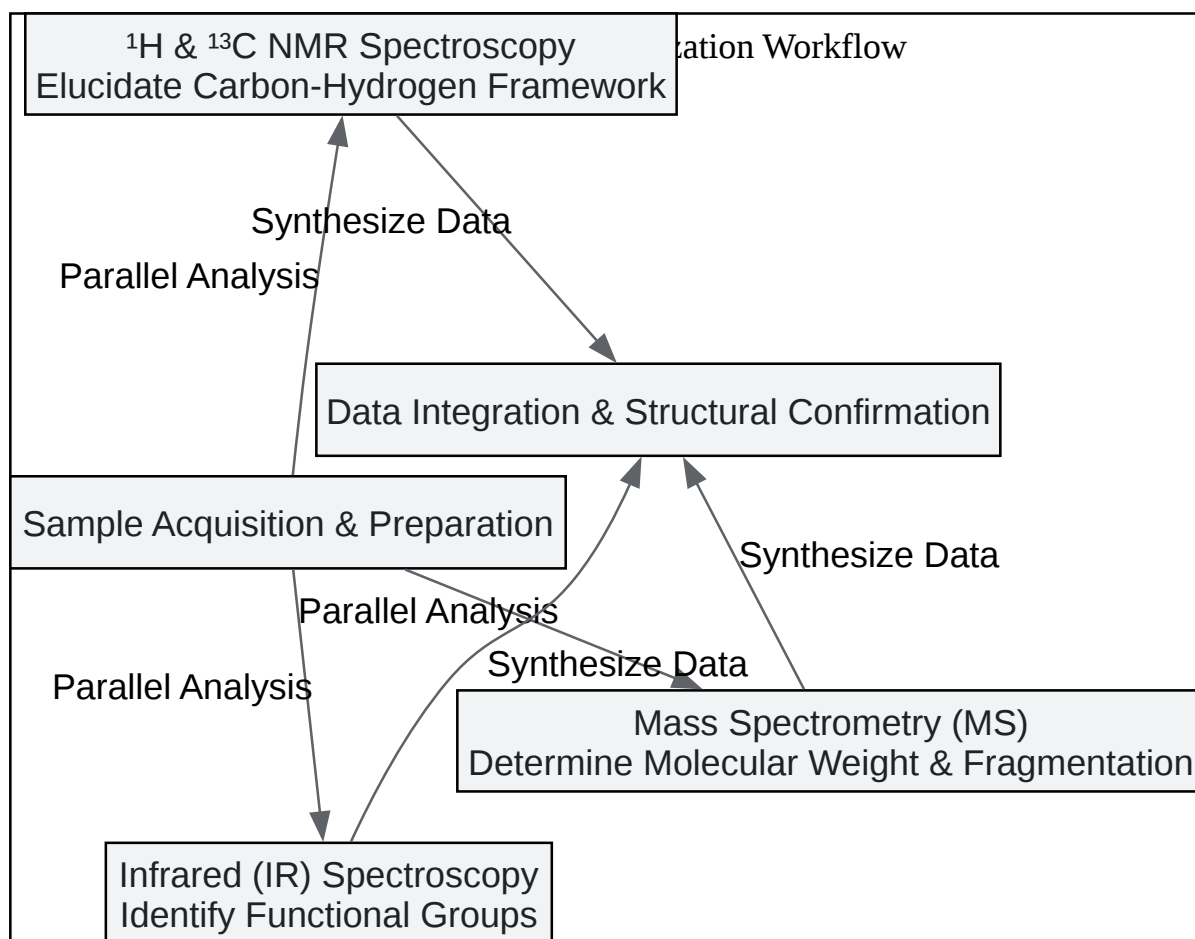 ¹H & ¹³C NMR Spectroscopy
Elucidate Carbon-Hydrogen Framework
zation Workflow
Synthesize Data
Parallel Analysis
Data Integration & Structural Confirmation
Sample Acquisition & Preparation
Synthesize Data
Parallel Analysis
Synthesize Data
Parallel Analysis
Mass Spectrometry (MS)
Determine Molecular Weight & Fragmentation
Infrared (IR) Spectroscopy
Identify Functional Groups